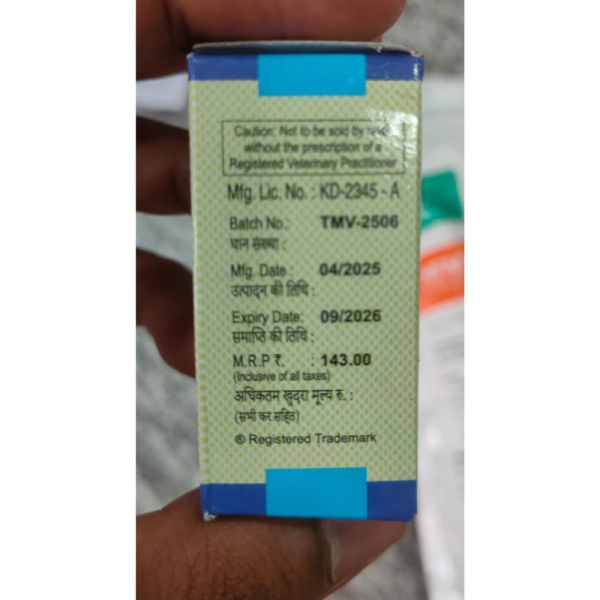 Caution: Not to be sold by retail
without the prescription of a
Registered Veterinary Practitioner
Mfg. Lic. No. : KD-2345 - A
Batch No.: TMV-2506
घान संख्या :
Mfg. Date : 04/2025
उत्पादन की तिथि :
Expiry Date: 09/2026
समाप्ति की तिथि :
M.R.P ₹. : 143.00
(Inclusive of all taxes)
अधिकतम खुदरा मूल्य रु. :
(सभी कर सहित)
® Registered Trademark